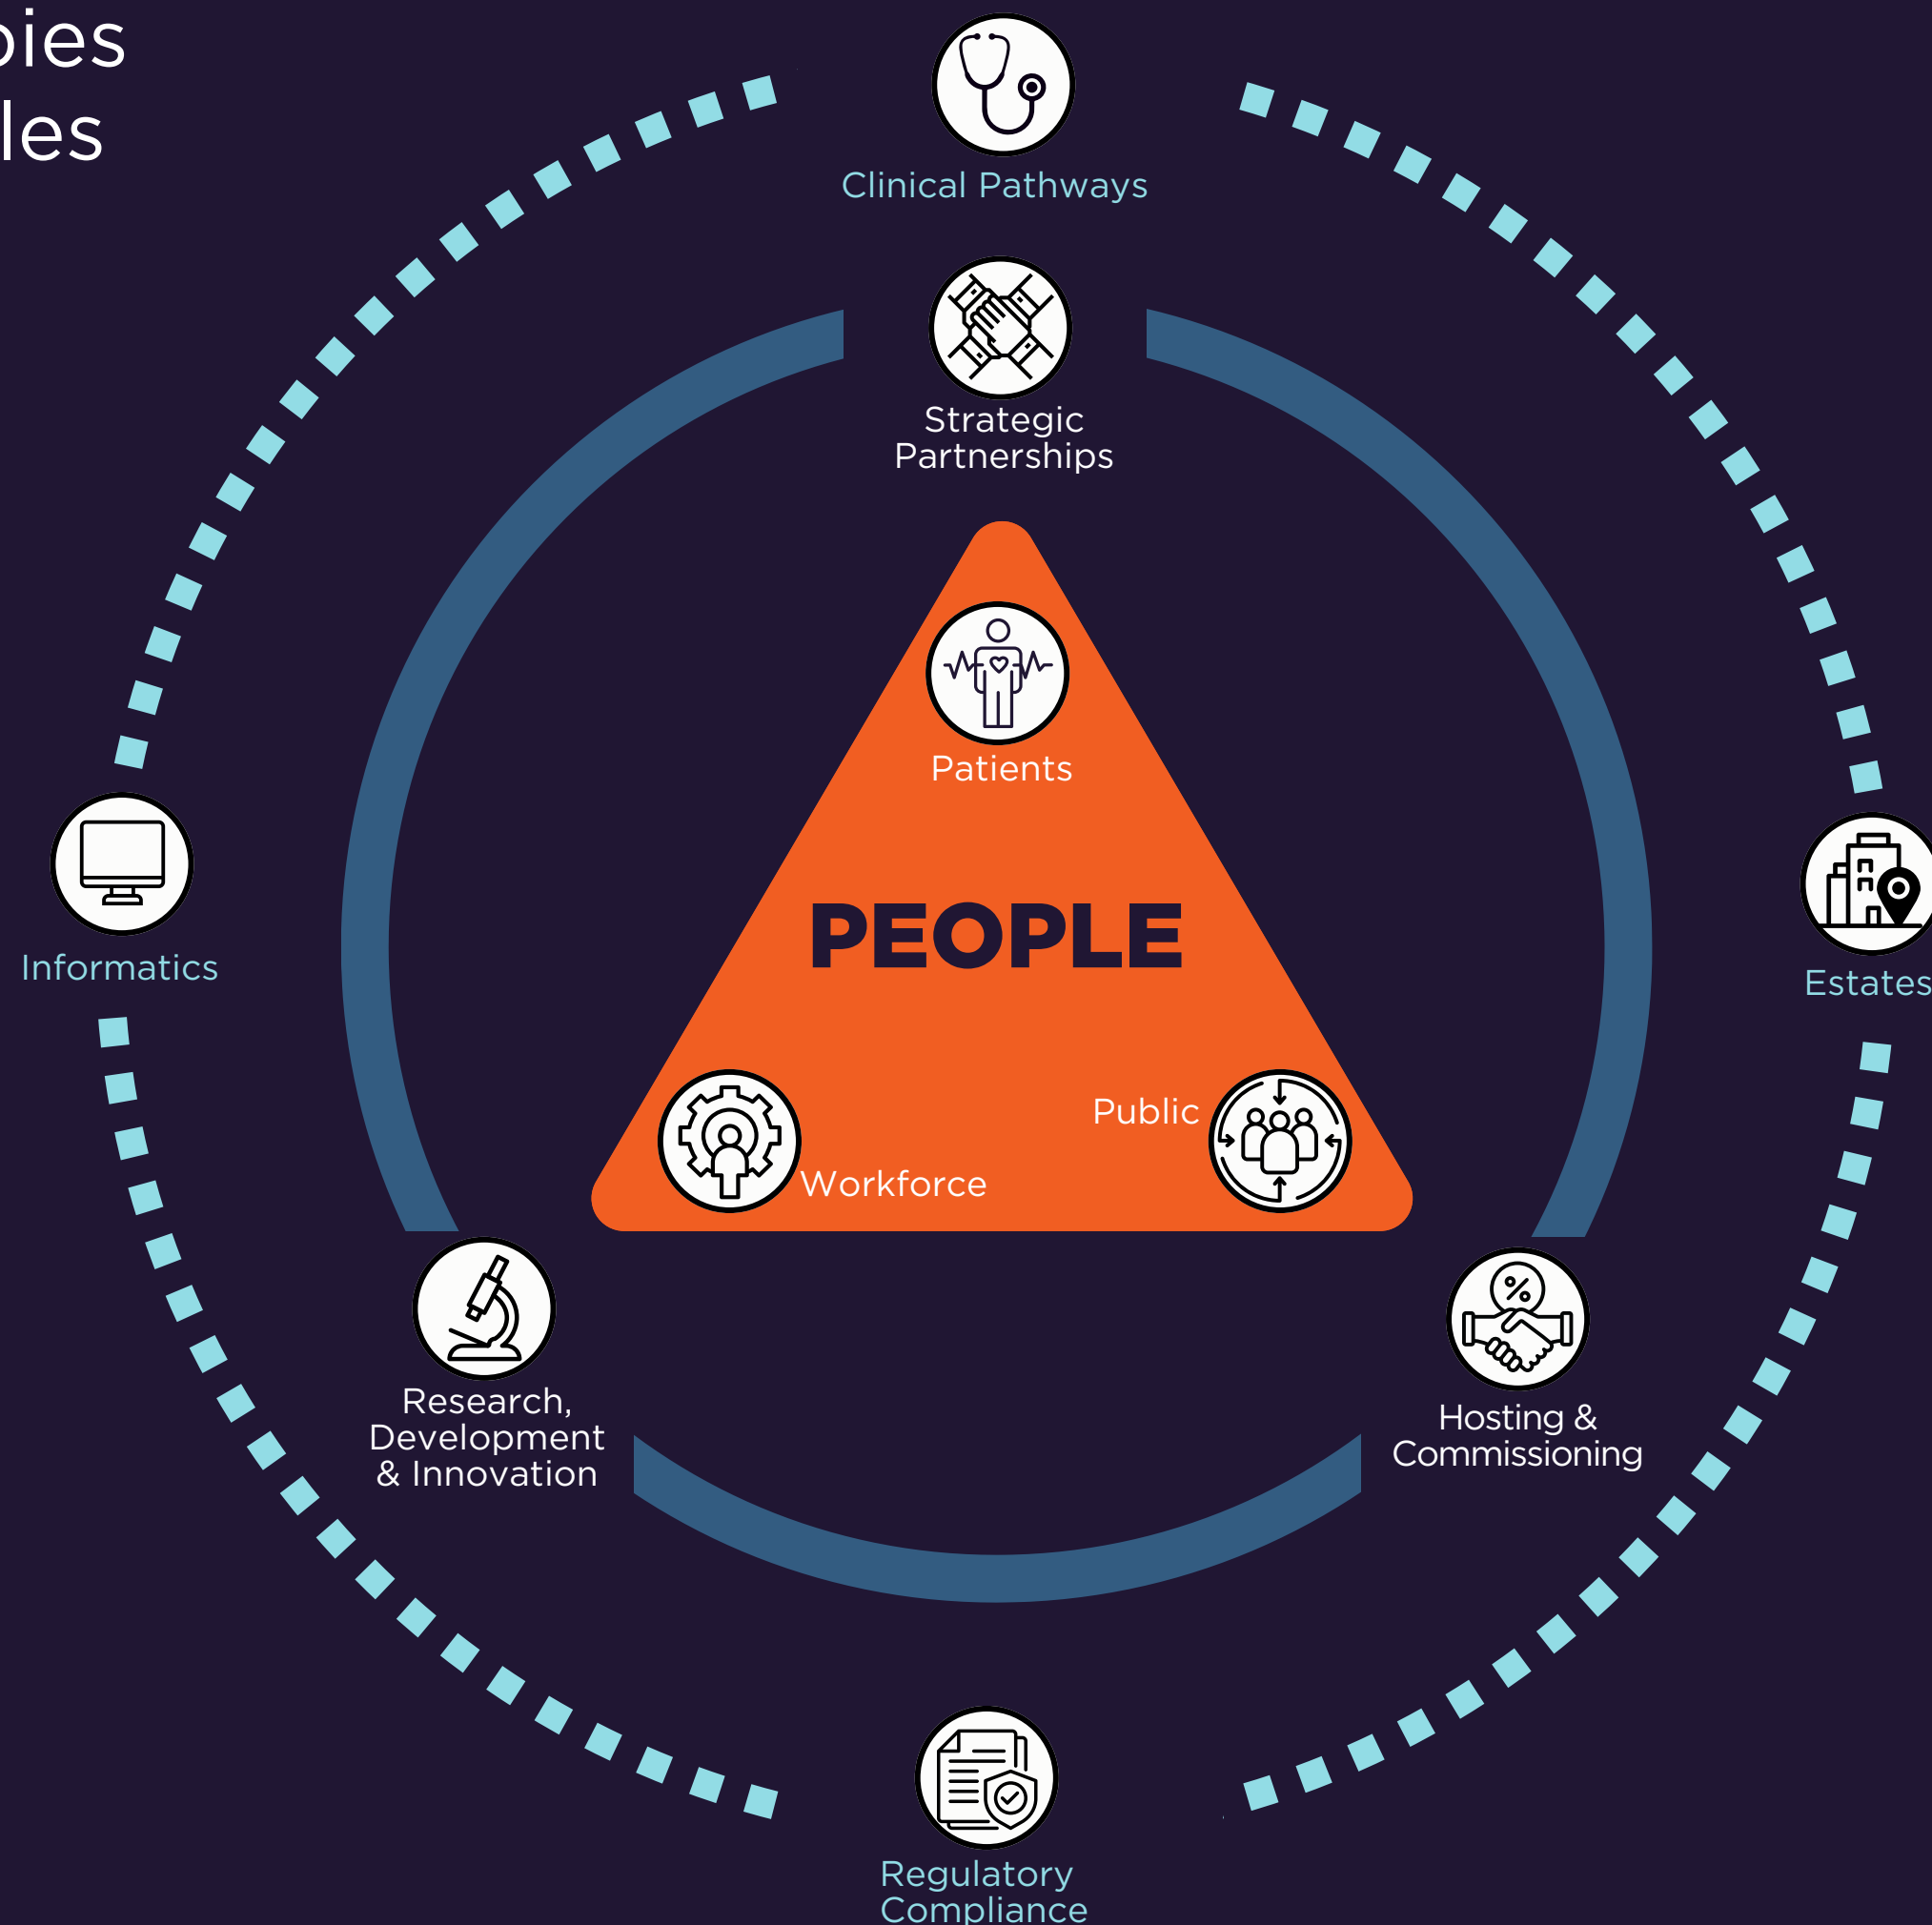 pies
les
Clinical Pathways
Strategic
Partnerships
Patients
PEOPLE
Informatics
Estates
Public
Workforce
Research,
Development
& Innovation
Hosting &
Commissioning
Regulatory
Compliance